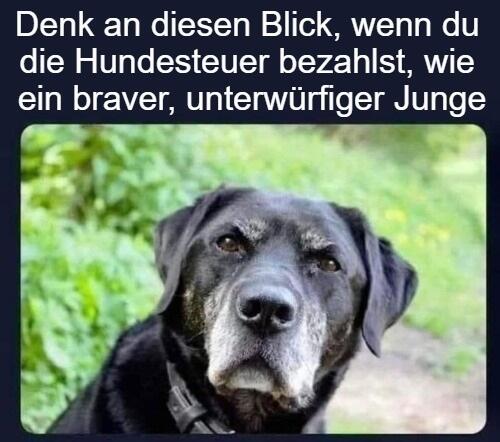 Denk an diesen Blick, wenn du
die Hundesteuer bezahlst, wie
ein braver, unterwürfiger Junge